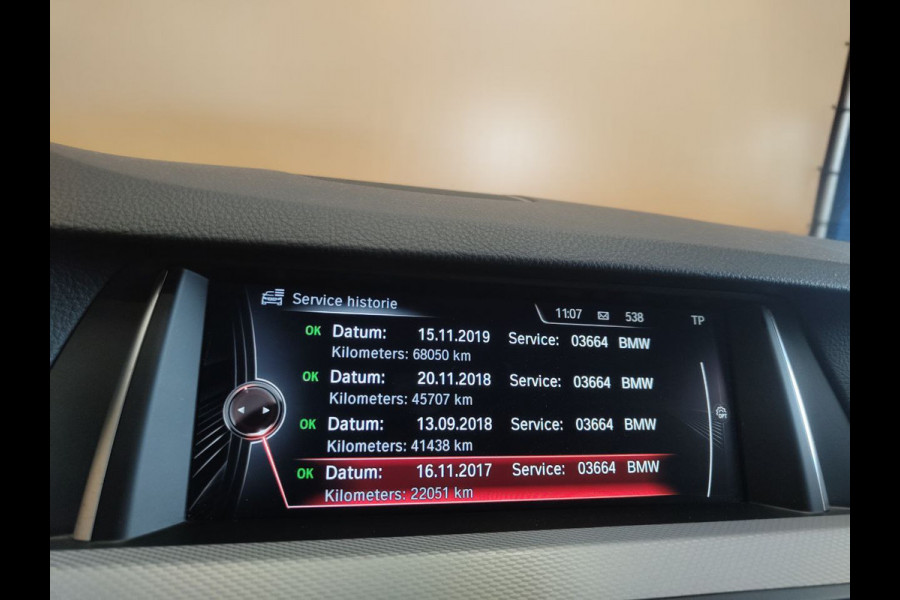 Service historie
11:07 538 TP
OK Datum: 15.11.2019 Service: 03664 BMW
Kilometers: 68050 km
OK Datum: 20.11.2018 Service: 03664 BMW
Kilometers: 45707 km
OK Datum: 13.09.2018 Service: 03664 BMW
Kilometers: 41438 km
OK Datum: 16.11.2017 Service: 03664 BMW
Kilometers: 22051 km